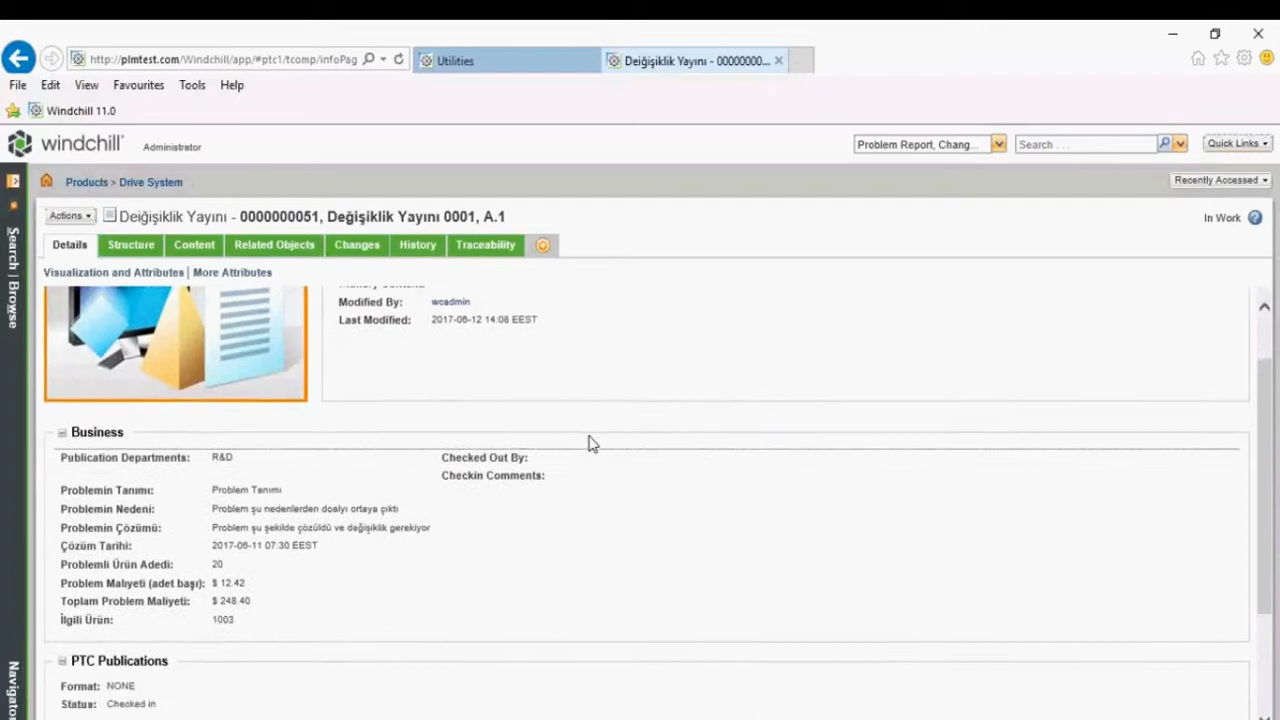 http://plmtest.com/Windchill/app/#ptc1/tcomp/infoPag
Utilities
Deiğişiklik Yayını - 00000000...
File Edit View Favourites Tools Help
Windchill 11.0
windchill Administrator
Problem Report, Chang...
Search . . .
Quick Links
Products > Drive System
Recently Accessed
Actions
Deiğişiklik Yayını - 0000000051, Değişiklik Yayını 0001, A.1
In Work
Details Structure Content Related Objects Changes History Traceability
Visualization and Attributes | More Attributes
Modified By: wcadmin
Last Modified: 2017-06-12 14:08 EEST
Business
Publication Departments: R&D
Checked Out By:
Checkin Comments:
Problemin Tanımı: Problem Tanımı
Problemin Nedeni: Problem şu nedenlerden doalyı ortaya çıktı
Problemin Çözümü: Problem şu şekilde çözüldü ve değişiklik gerekiyor
Çözüm Tarihi: 2017-06-11 07:30 EEST
Problemli Ürün Adedi: 20
Problem Maliyeti (adet başı): $ 12.42
Toplam Problem Maliyeti: $ 248.40
İlgili Ürün: 1003
PTC Publications
Format: NONE
Status: Checked in
Search | Browse
Navigator